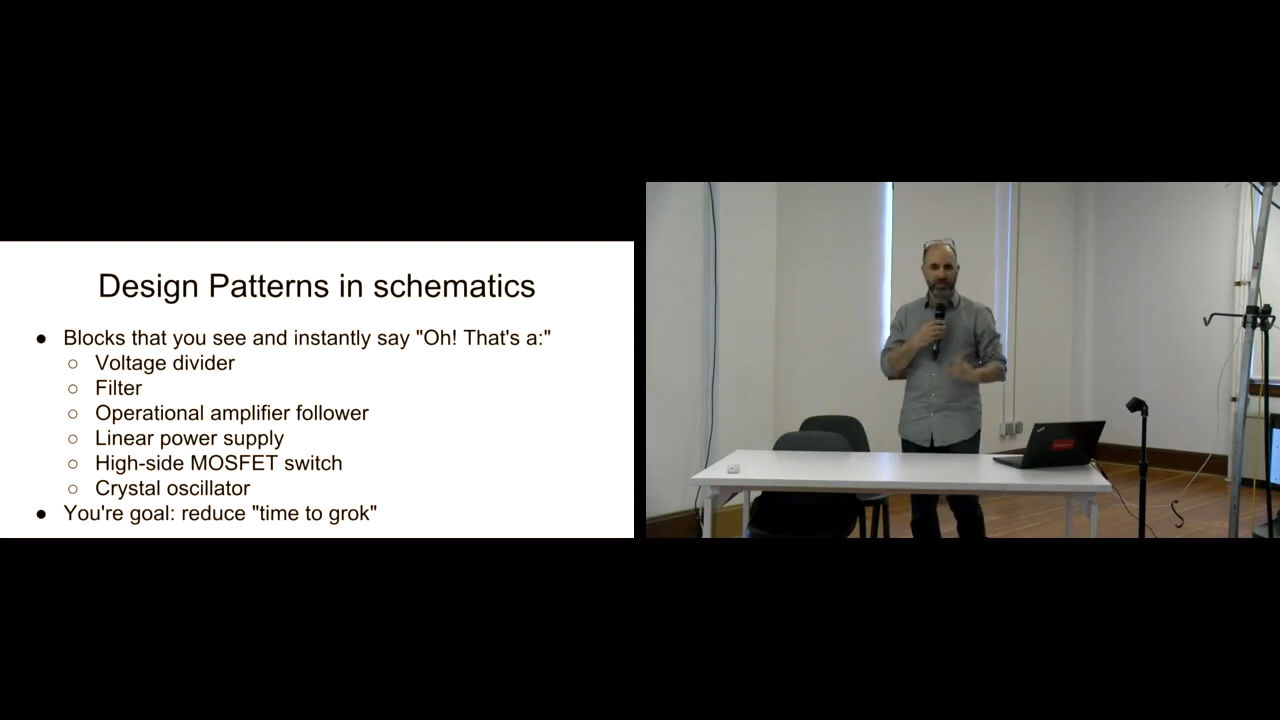 Design Patterns in schematics
● Blocks that you see and instantly say "Oh! That's a:"
○ Voltage divider
○ Filter
○ Operational amplifier follower
○ Linear power supply
○ High-side MOSFET switch
○ Crystal oscillator
● You're goal: reduce "time to grok"